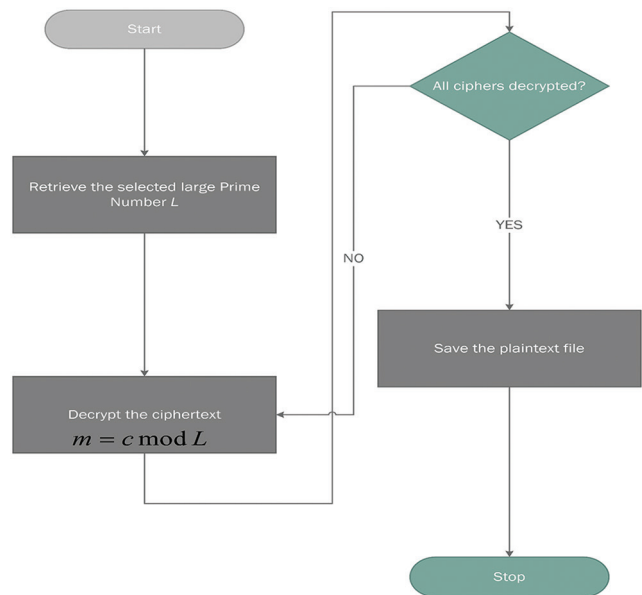 Start
Retrieve the selected large Prime
Number L
Decrypt the ciphertext
m = c mod L
All ciphers decrypted?
NO
YES
Save the plaintext file
Stop